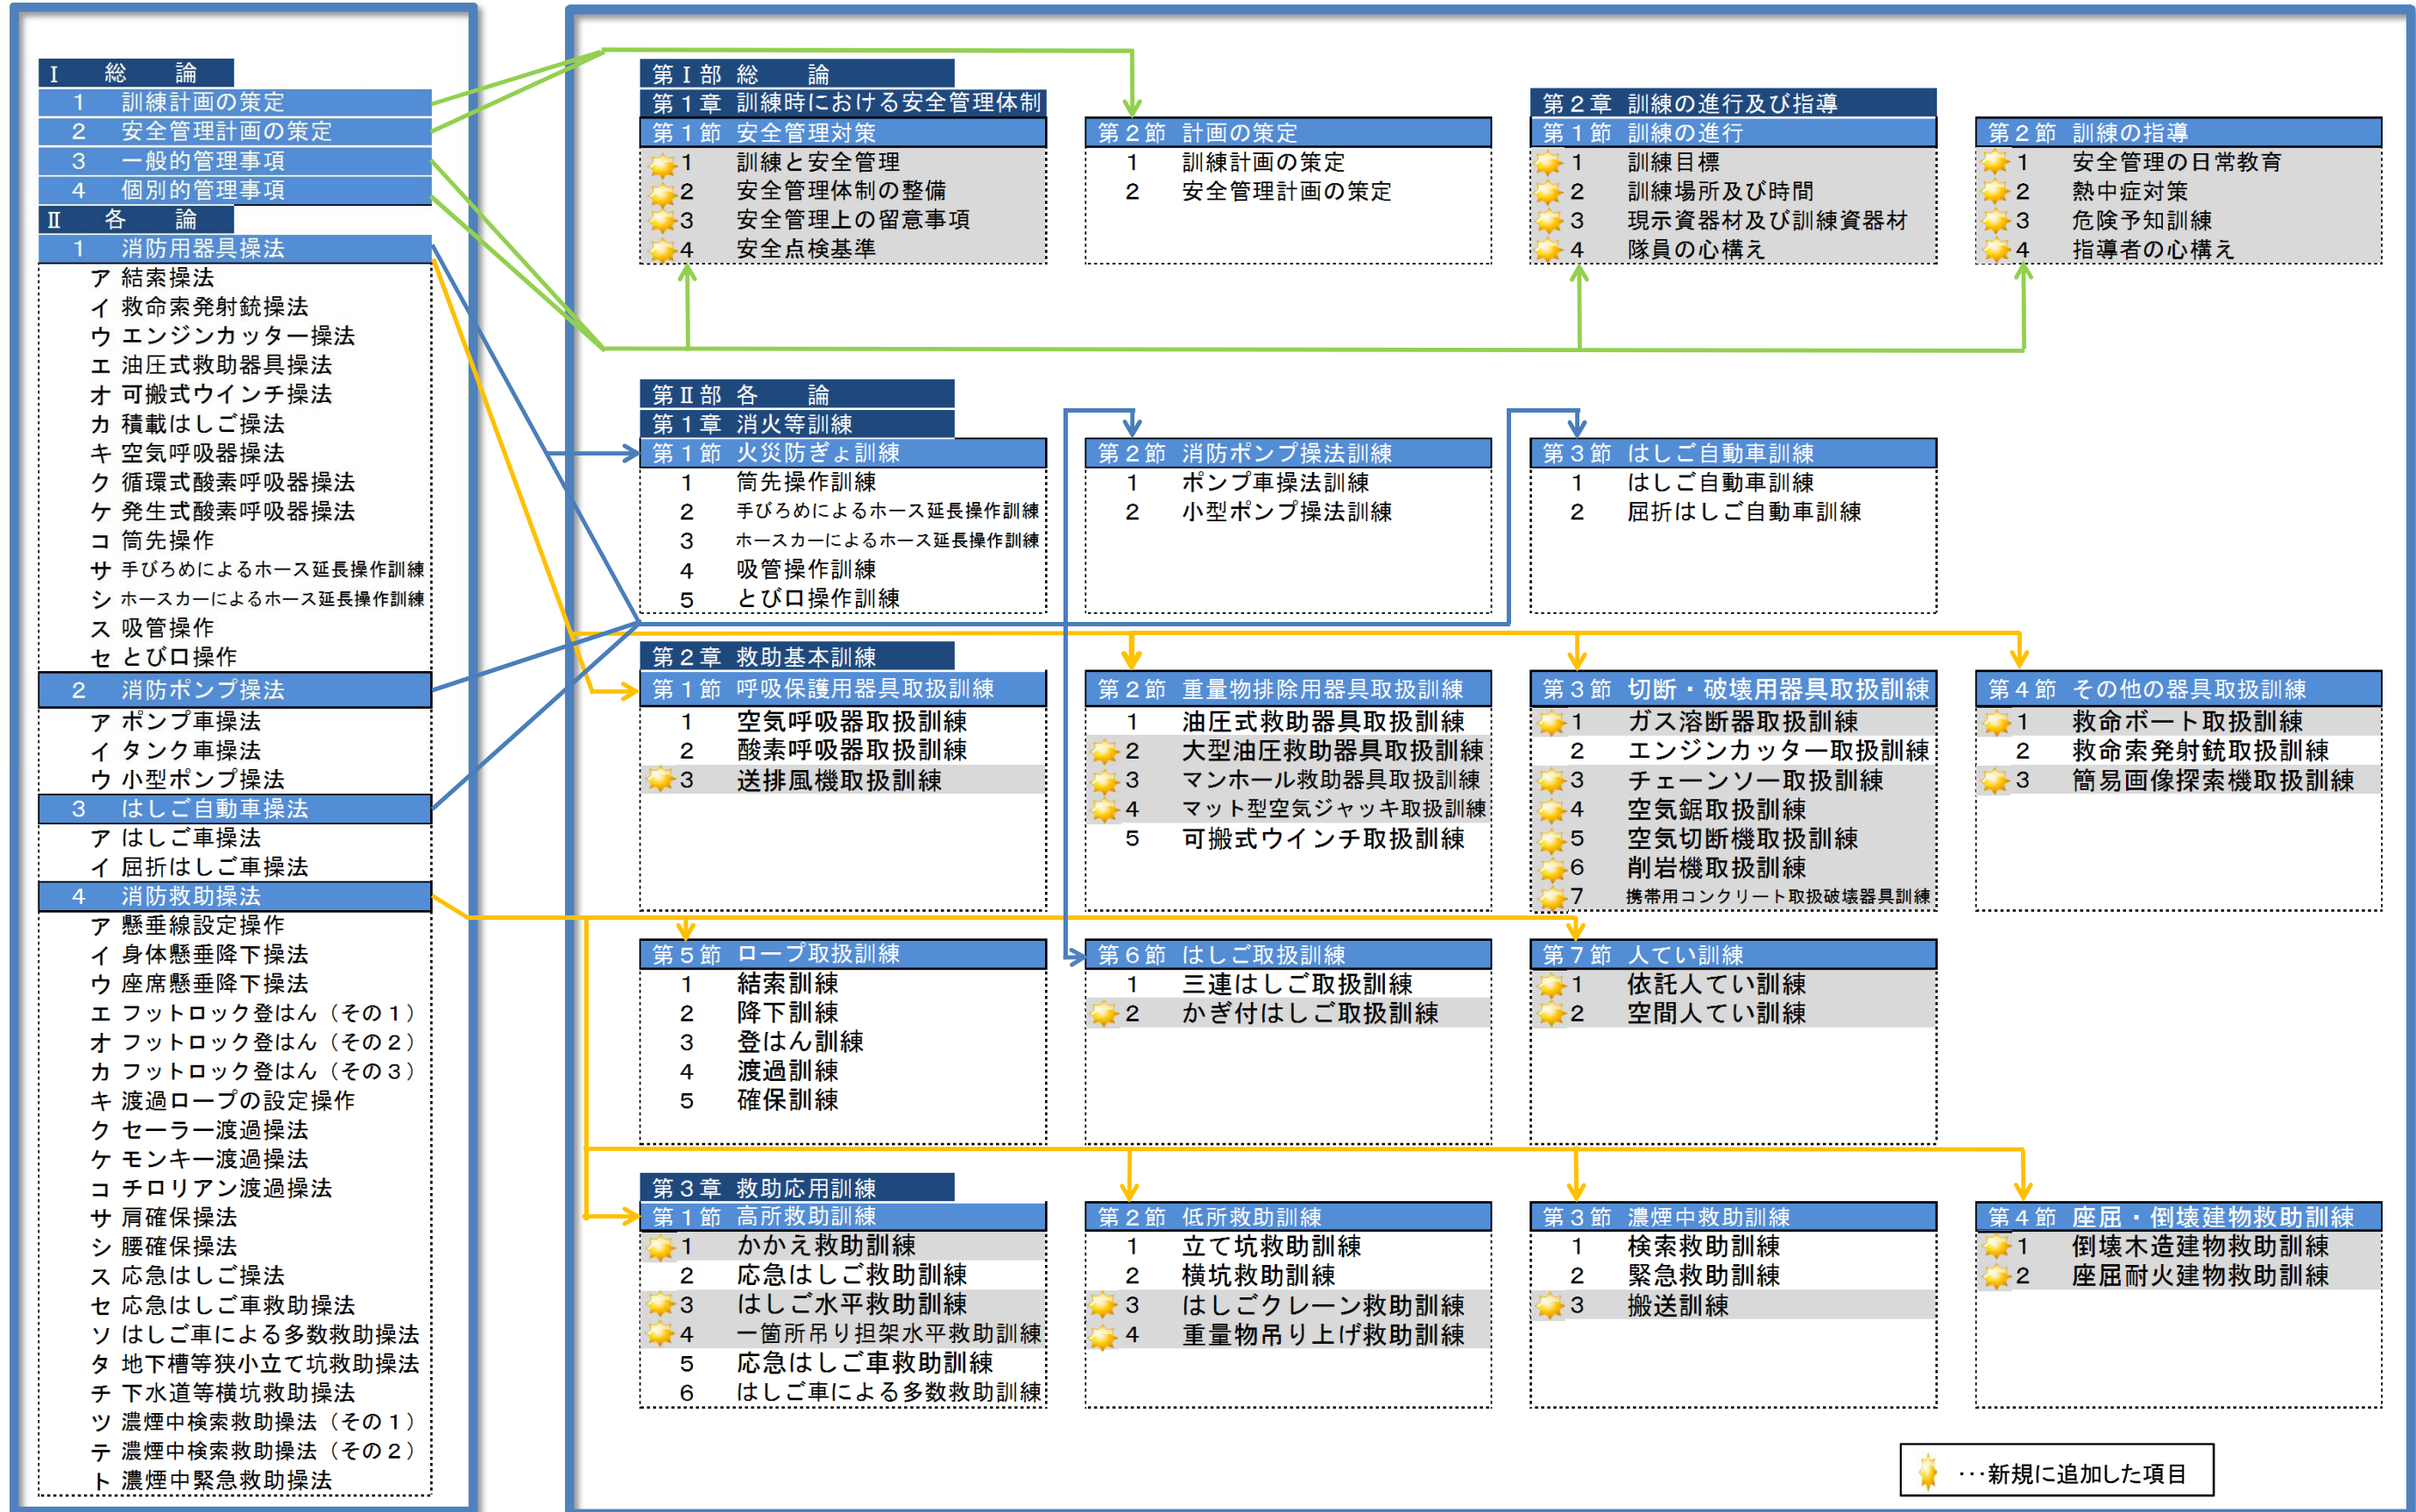 Ⅰ 総 論
1 訓練計画の策定
2 安全管理計画の策定
3 一般的管理事項
4 個別的管理事項
Ⅱ 各 論
1 消防用器具操法
ア 結索操法
イ 救命索発射銃操法
ウ エンジンカッター操法
エ 油圧式救助器具操法
オ 可搬式ウインチ操法
カ 積載はしご操法
キ 空気呼吸器操法
ク 循環式酸素呼吸器操法
ケ 発生式酸素呼吸器操法
コ 筒先操作
サ 手びろめによるホース延長操作訓練
シ ホースカーによるホース延長操作訓練
ス 吸管操作
セ とび口操作
2 消防ポンプ操法
ア ポンプ車操法
イ タンク車操法
ウ 小型ポンプ操法
3 はしご自動車操法
ア はしご車操法
イ 屈折はしご車操法
4 消防救助操法
ア 懸垂線設定操作
イ 身体懸垂降下操法
ウ 座席懸垂降下操法
エ フットロック登はん（その１）
オ フットロック登はん（その２）
カ フットロック登はん（その３）
キ 渡過ロープの設定操作
ク セーラー渡過操法
ケ モンキー渡過操法
コ チロリアン渡過操法
サ 肩確保操法
シ 腰確保操法
ス 応急はしご操法
セ 応急はしご車救助操法
ソ はしご車による多数救助操法
タ 地下槽等狭小立て坑救助操法
チ 下水道等横坑救助操法
ツ 濃煙中検索救助操法（その１）
テ 濃煙中検索救助操法（その２）
ト 濃煙中緊急救助操法
第Ⅰ部 総 論
第１章 訓練時における安全管理体制
第１節 安全管理対策
1 訓練と安全管理
2 安全管理体制の整備
3 安全管理上の留意事項
4 安全点検基準
第２節 計画の策定
1 訓練計画の策定
2 安全管理計画の策定
第２章 訓練の進行及び指導
第１節 訓練の進行
1 訓練目標
2 訓練場所及び時間
3 現示資器材及び訓練資器材
4 隊員の心構え
第２節 訓練の指導
1 安全管理の日常教育
2 熱中症対策
3 危険予知訓練
4 指導者の心構え
第Ⅱ部 各 論
第１章 消火等訓練
第１節 火災防ぎょ訓練
1 筒先操作訓練
2 手びろめによるホース延長操作訓練
3 ホースカーによるホース延長操作訓練
4 吸管操作訓練
5 とび口操作訓練
第２節 消防ポンプ操法訓練
1 ポンプ車操法訓練
2 小型ポンプ操法訓練
第３節 はしご自動車訓練
1 はしご自動車訓練
2 屈折はしご自動車訓練
第２章 救助基本訓練
第１節 呼吸保護用器具取扱訓練
1 空気呼吸器取扱訓練
2 酸素呼吸器取扱訓練
3 送排風機取扱訓練
第２節 重量物排除用器具取扱訓練
1 油圧式救助器具取扱訓練
2 大型油圧救助器具取扱訓練
3 マンホール救助器具取扱訓練
4 マット型空気ジャッキ取扱訓練
5 可搬式ウインチ取扱訓練
第３節 切断・破壊用器具取扱訓練
1 ガス溶断器取扱訓練
2 エンジンカッター取扱訓練
3 チェーンソー取扱訓練
4 空気鋸取扱訓練
5 空気切断機取扱訓練
6 削岩機取扱訓練
7 携帯用コンクリート取扱破壊器具訓練
第４節 その他の器具取扱訓練
1 救命ボート取扱訓練
2 救命索発射銃取扱訓練
3 簡易画像探索機取扱訓練
第５節 ロープ取扱訓練
1 結索訓練
2 降下訓練
3 登はん訓練
4 渡過訓練
5 確保訓練
第６節 はしご取扱訓練
1 三連はしご取扱訓練
2 かぎ付はしご取扱訓練
第７節 人てい訓練
1 依託人てい訓練
2 空間人てい訓練
第３章 救助応用訓練
第１節 高所救助訓練
1 かかえ救助訓練
2 応急はしご救助訓練
3 はしご水平救助訓練
4 一箇所吊り担架水平救助訓練
5 応急はしご車救助訓練
6 はしご車による多数救助訓練
第２節 低所救助訓練
1 立て坑救助訓練
2 横坑救助訓練
3 はしごクレーン救助訓練
4 重量物吊り上げ救助訓練
第３節 濃煙中救助訓練
1 検索救助訓練
2 緊急救助訓練
3 搬送訓練
第４節 座屈・倒壊建物救助訓練
1 倒壊木造建物救助訓練
2 座屈耐火建物救助訓練
…新規に追加した項目